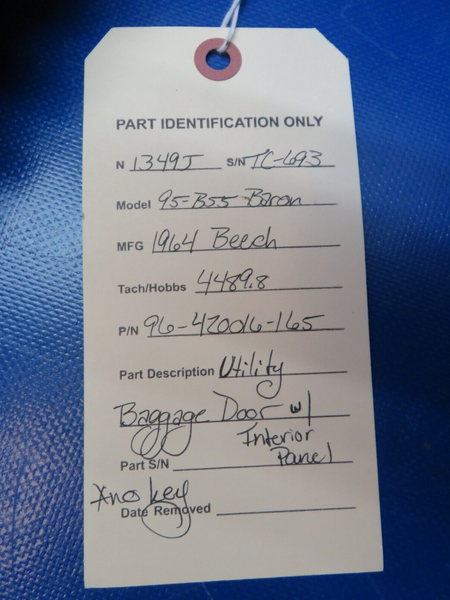 PART IDENTIFICATION ONLY
N 1349J S/N TC-693
Model 95-B55 Baron
MFG 1964 Beech
Tach/Hobbs 4489.8
P/N 96-420016-165
Part Description Utility
Baggage Door w/
Interior
Panel
Part S/N
*no key
Date Removed